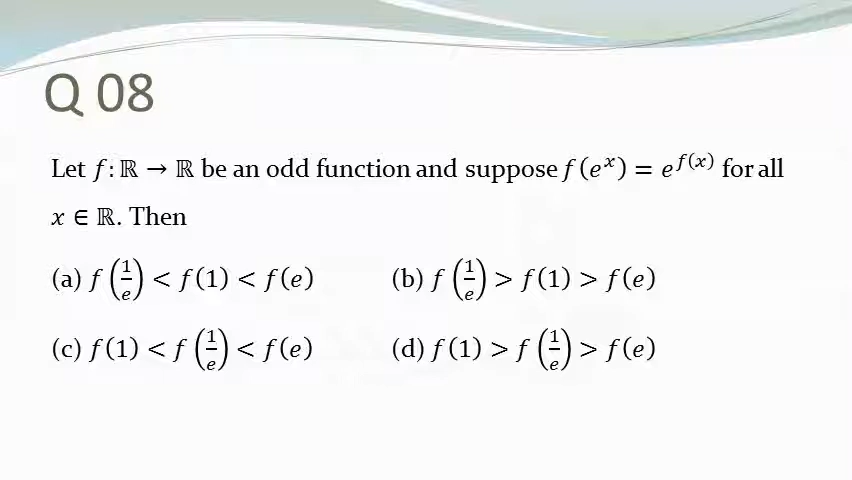 Q 08
Let f: ℝ → ℝ be an odd function and suppose f(eˣ) = e^{f(x)} for all
x ∈ ℝ. Then
(a) f(1/e) < f(1) < f(e) (b) f(1/e) > f(1) > f(e)
(c) f(1) < f(1/e) < f(e) (d) f(1) > f(1/e) > f(e)